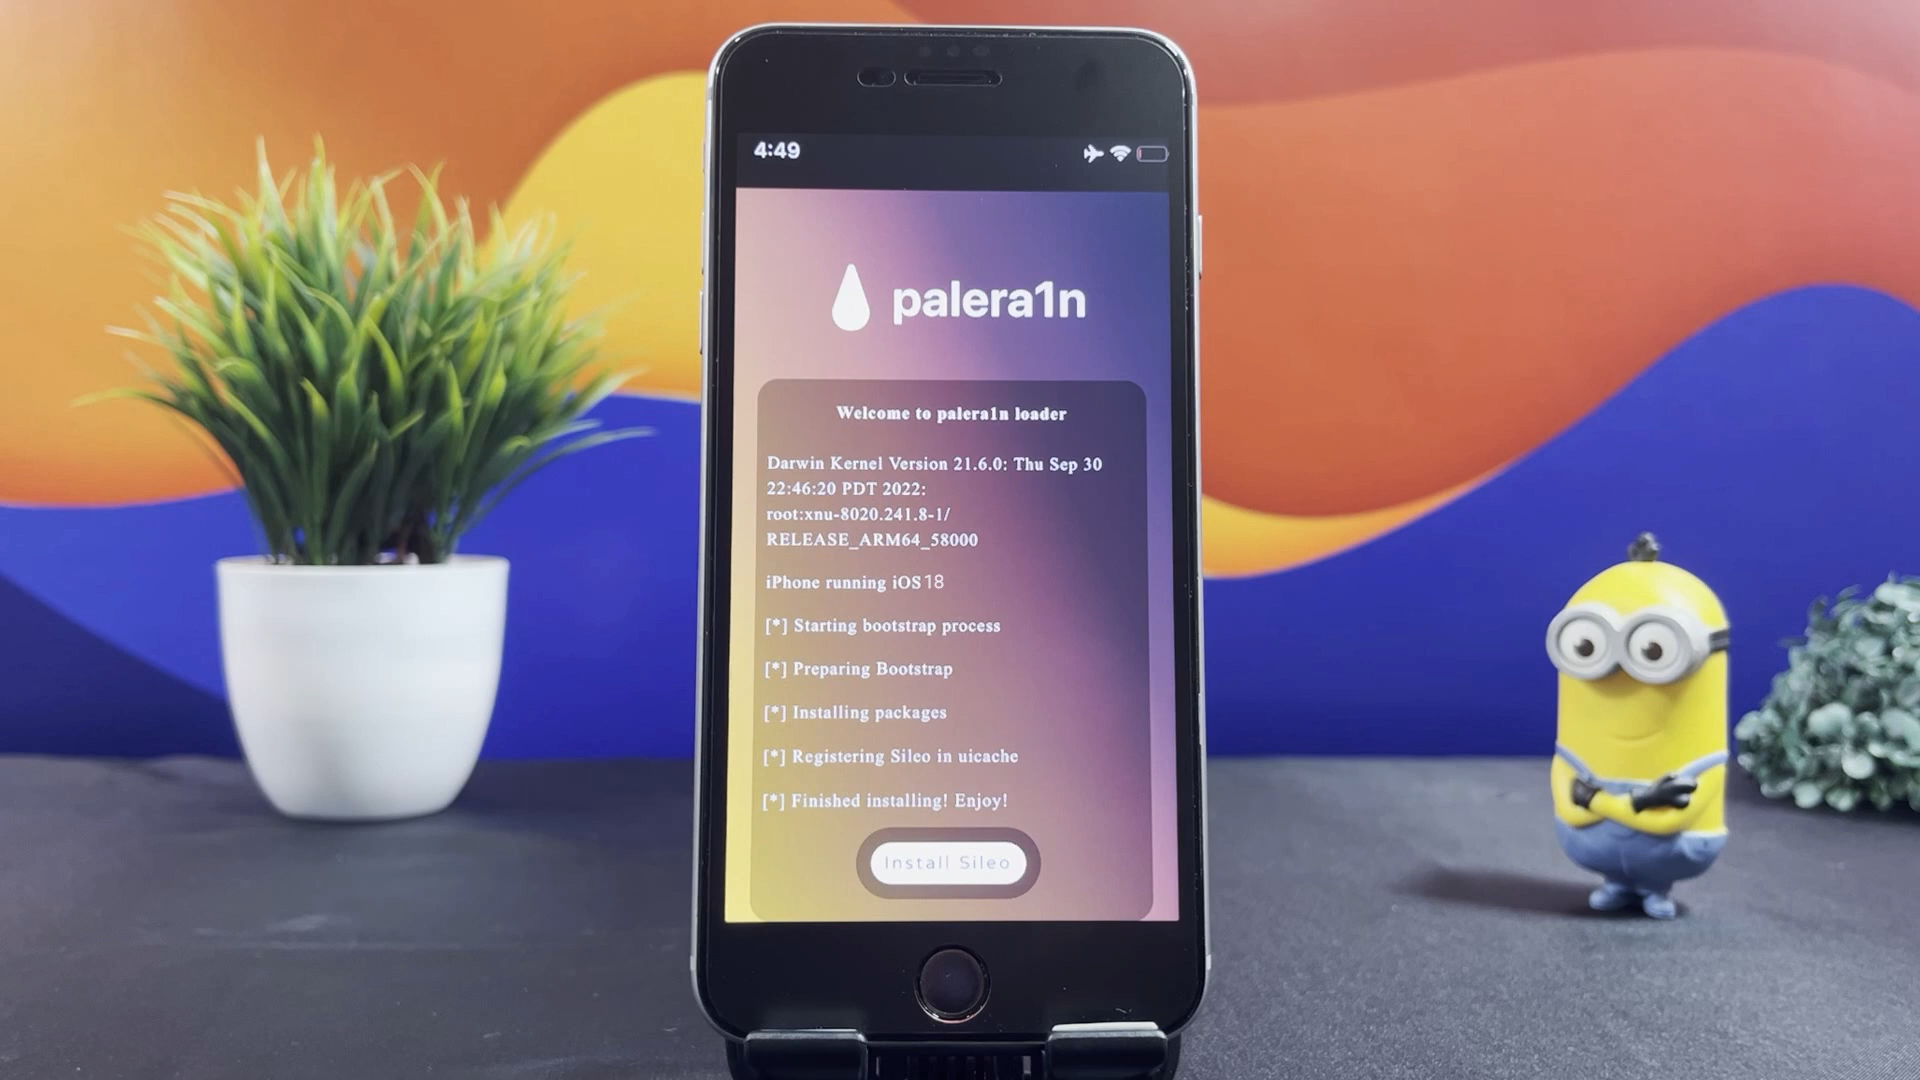 4:49
palera1n
Welcome to palera1n loader
Darwin Kernel Version 21.6.0: Thu Sep 30
22:46:20 PDT 2022:
root:xnu-8020.241.8-1/
RELEASE_ARM64_58000
iPhone running iOS 18
[*] Starting bootstrap process
[*] Preparing Bootstrap
[*] Installing packages
[*] Registering Sileo in uicache
[*] Finished installing! Enjoy!
Install Sileo